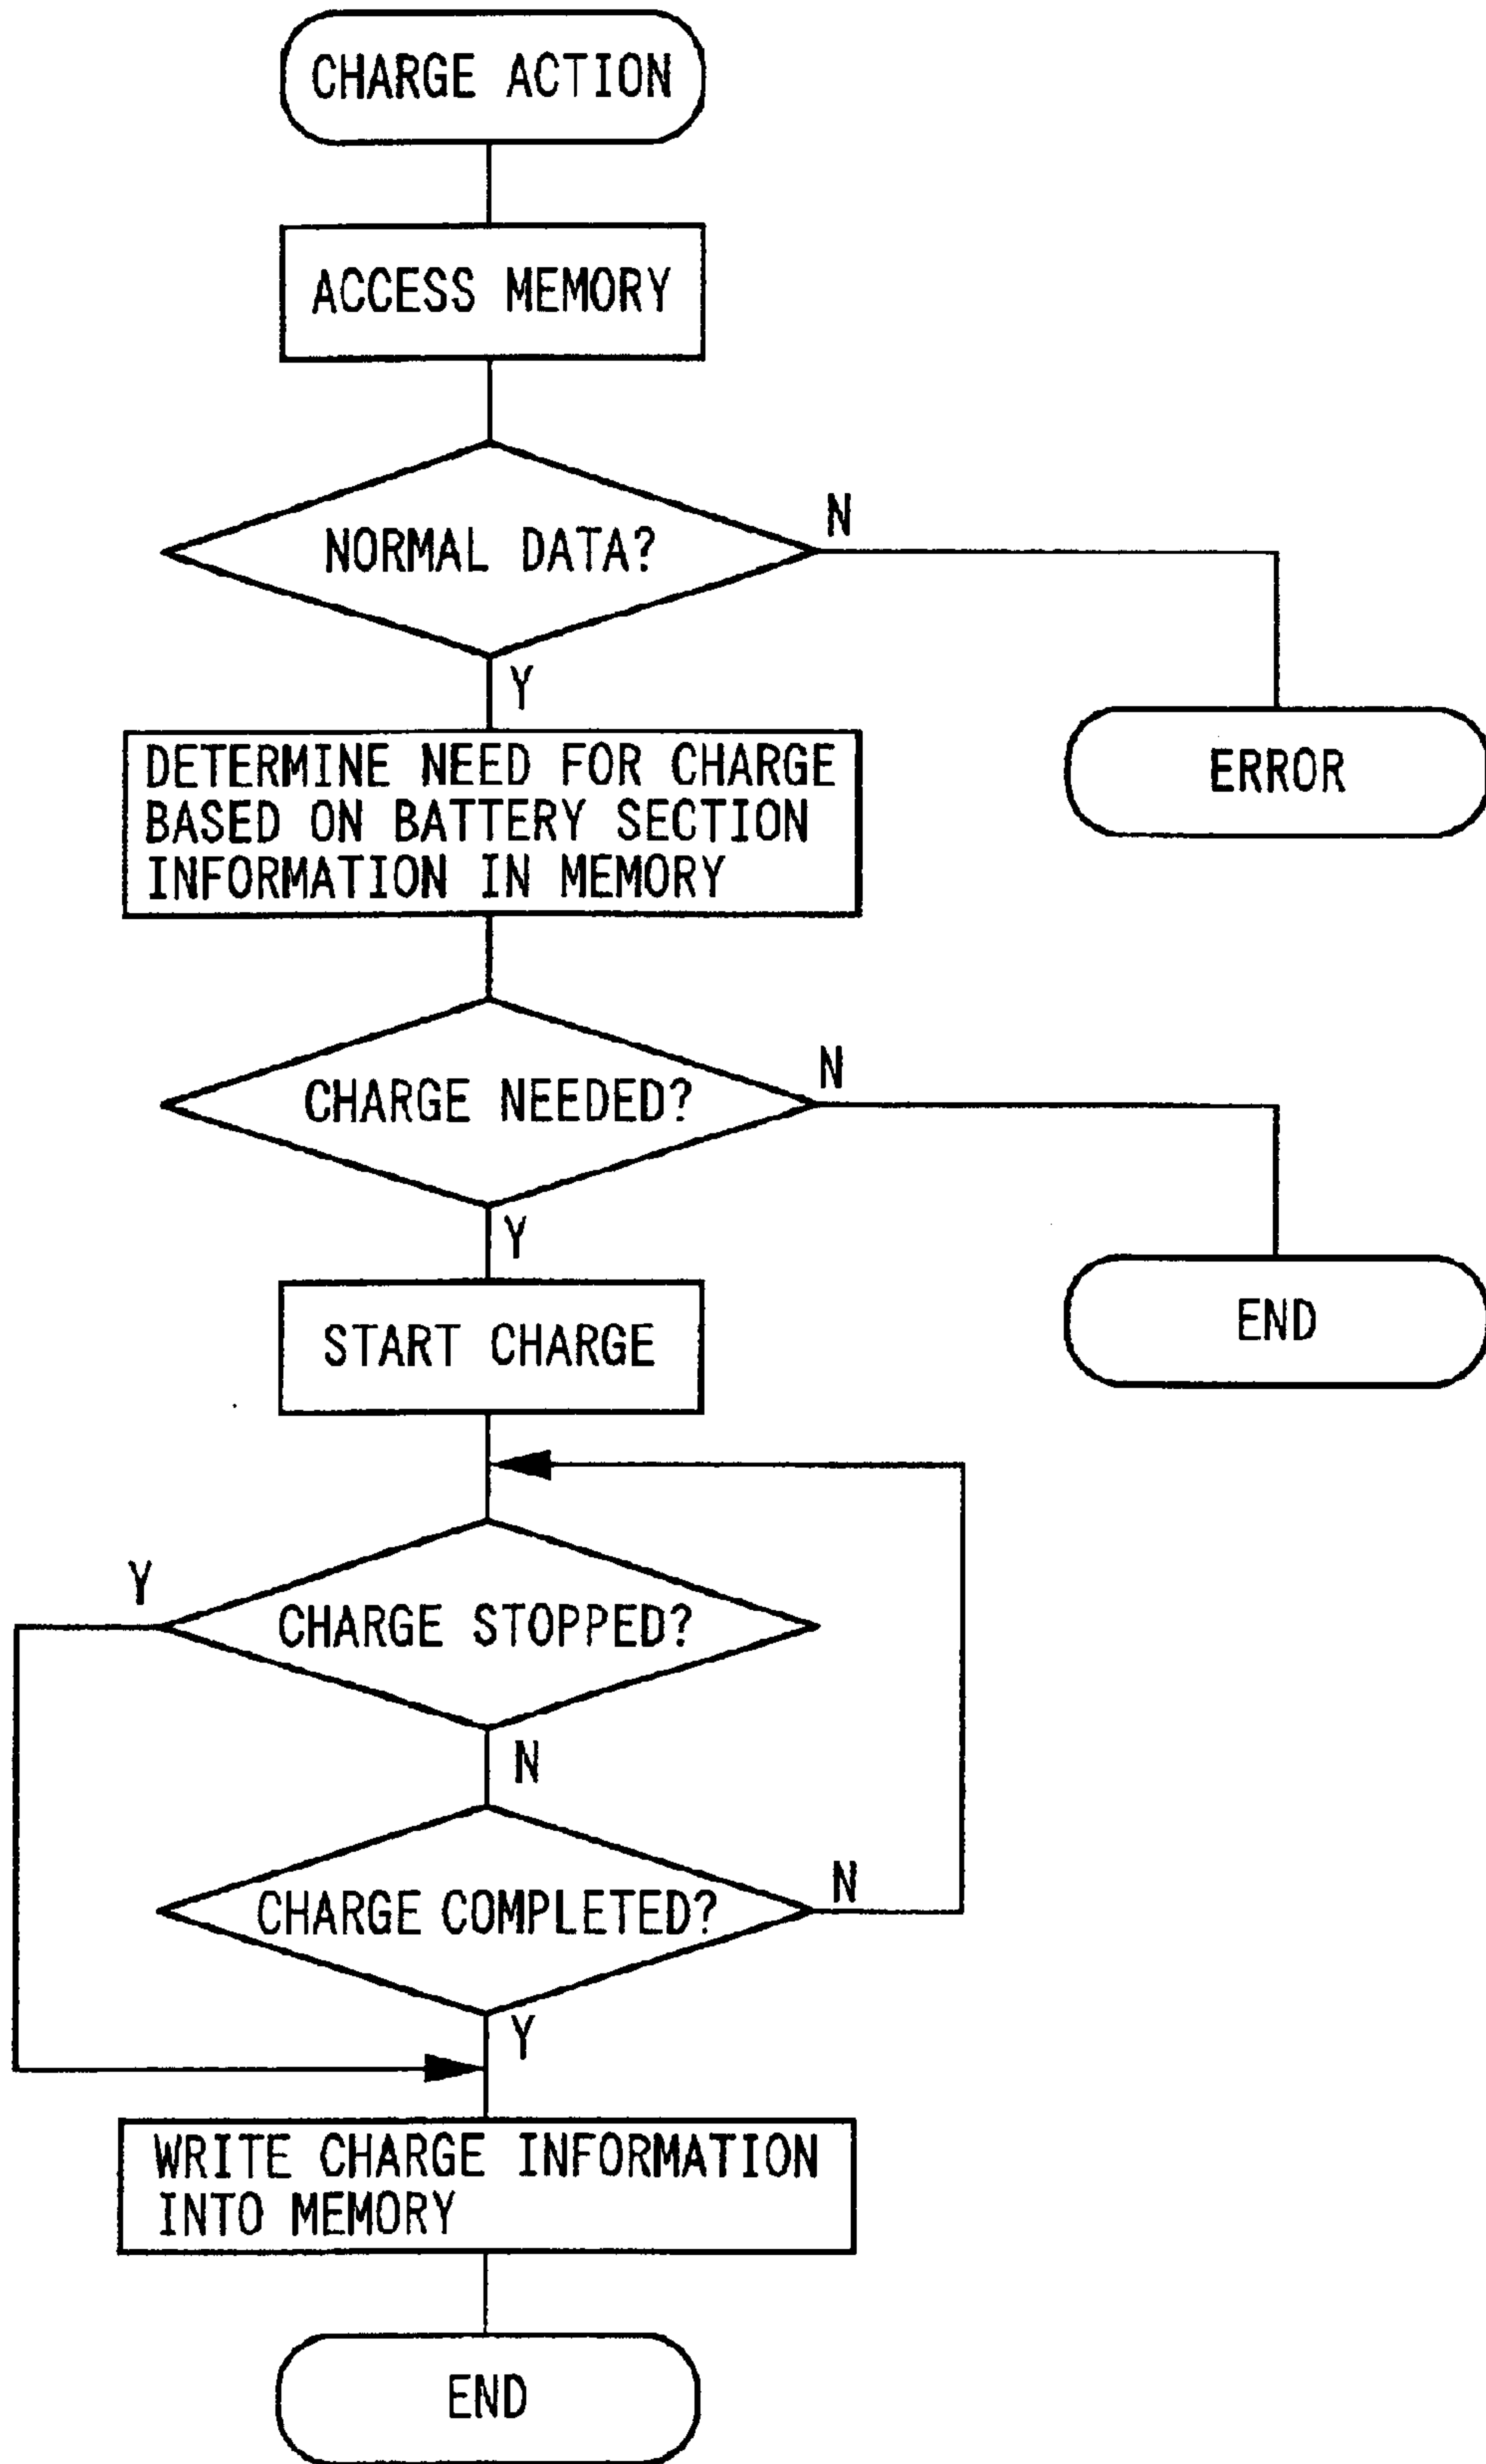 CHARGE ACTION
ACCESS MEMORY
NORMAL DATA?
N
Y
DETERMINE NEED FOR CHARGE
BASED ON BATTERY SECTION
INFORMATION IN MEMORY
ERROR
CHARGE NEEDED?
N
Y
START CHARGE
END
Y
CHARGE STOPPED?
N
CHARGE COMPLETED?
N
Y
WRITE CHARGE INFORMATION
INTO MEMORY
END